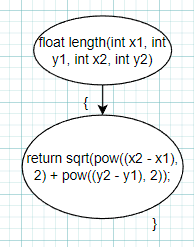 float length(int x1, int
y1, int x2, int y2)
{
return sqrt(pow((x2 - x1),
2) + pow((y2 - y1), 2));
}